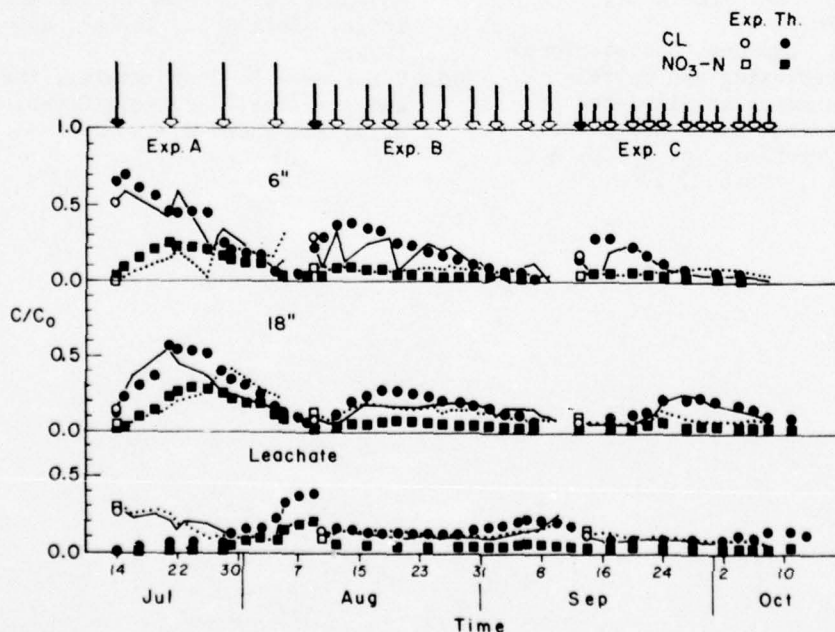 Exp. Th.
CL
NO3-N
1.0
Exp. A
Exp. B
Exp. C
6"
0.5
0.0
C/C0
18"
0.5
0.0
Leachate
0.5
0.0
14 22 30 7 15 23 31 8 16 24 2 10
Jul Aug Sep Oct
Time